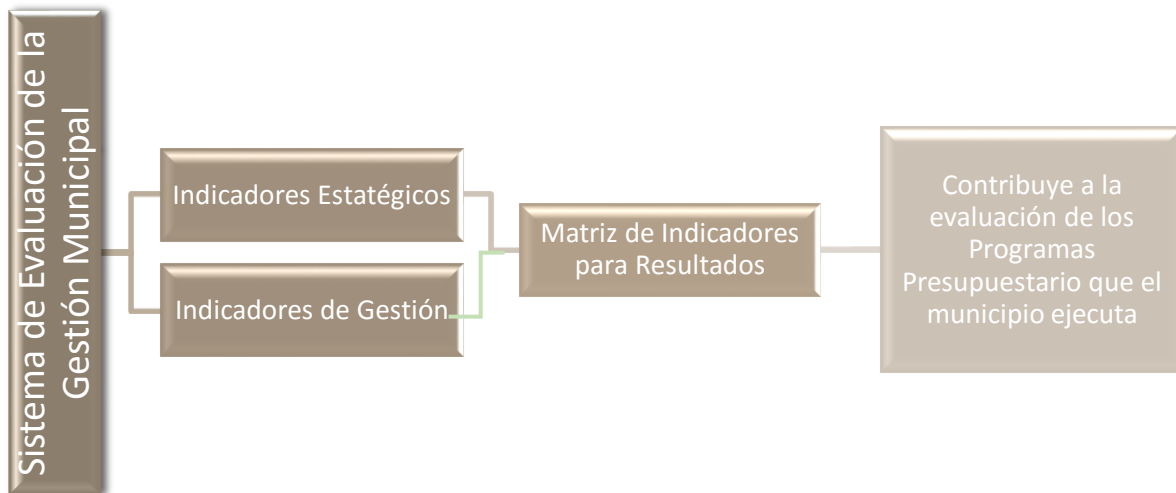 Sistema de Evaluación de la
Gestión Municipal
Indicadores Estatégicos
Indicadores de Gestión
Matriz de Indicadores
para Resultados
Contribuye a la
evaluación de los
Programas
Presupuestario que el
municipio ejecuta